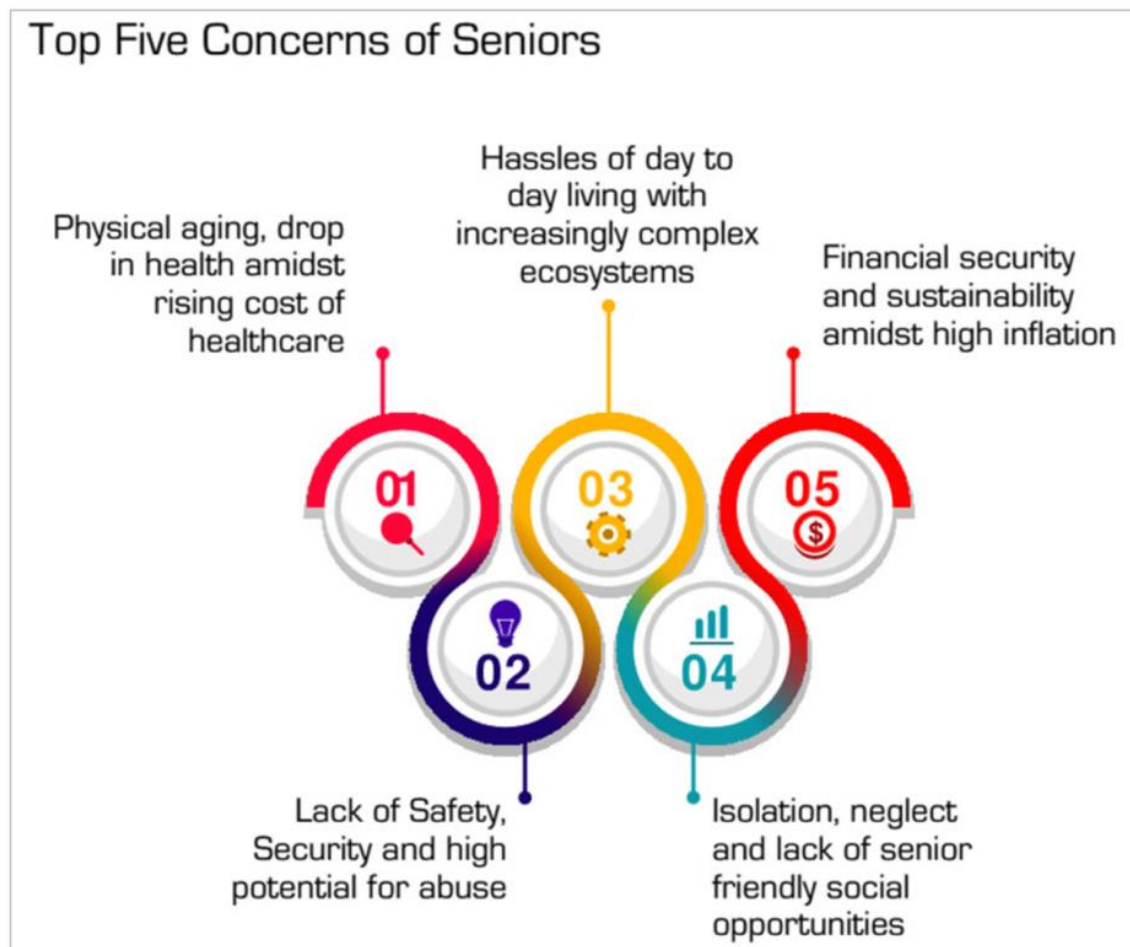 Top Five Concerns of Seniors
Physical aging, drop
in health amidst
rising cost of
healthcare
Hassles of day to
day living with
increasingly complex
ecosystems
Financial security
and sustainability
amidst high inflation
01
03
05
$
02
04
Lack of Safety,
Security and high
potential for abuse
Isolation, neglect
and lack of senior
friendly social
opportunities